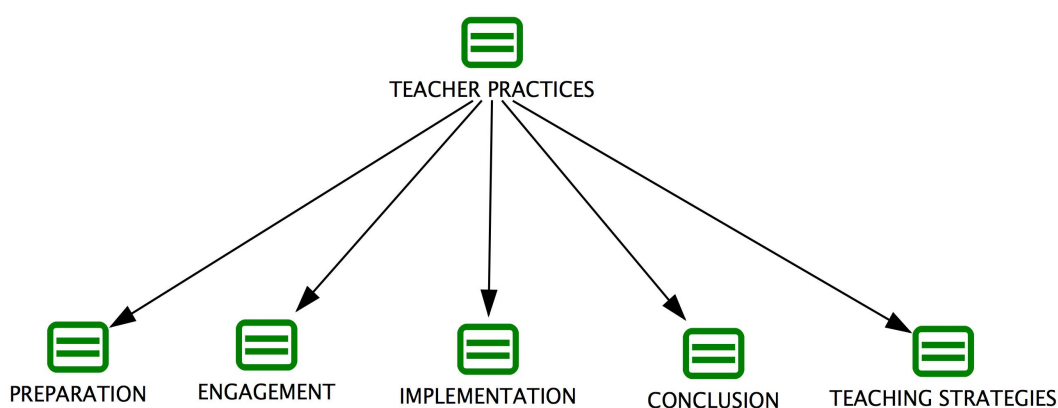 TEACHER PRACTICES
PREPARATION
ENGAGEMENT
IMPLEMENTATION
CONCLUSION
TEACHING STRATEGIES